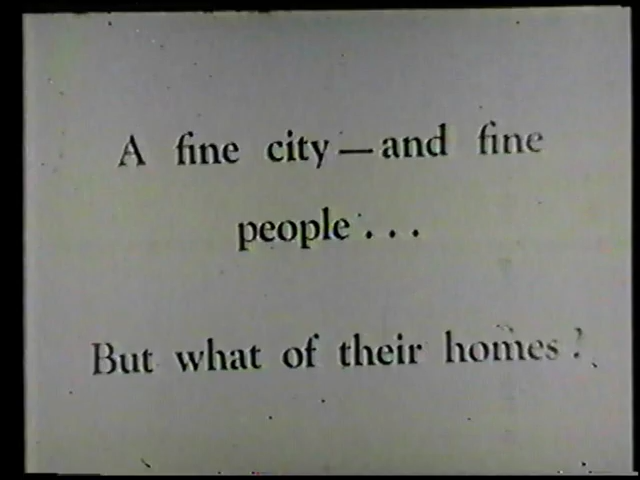 A fine city — and fine
people . . .
But what of their homes ?